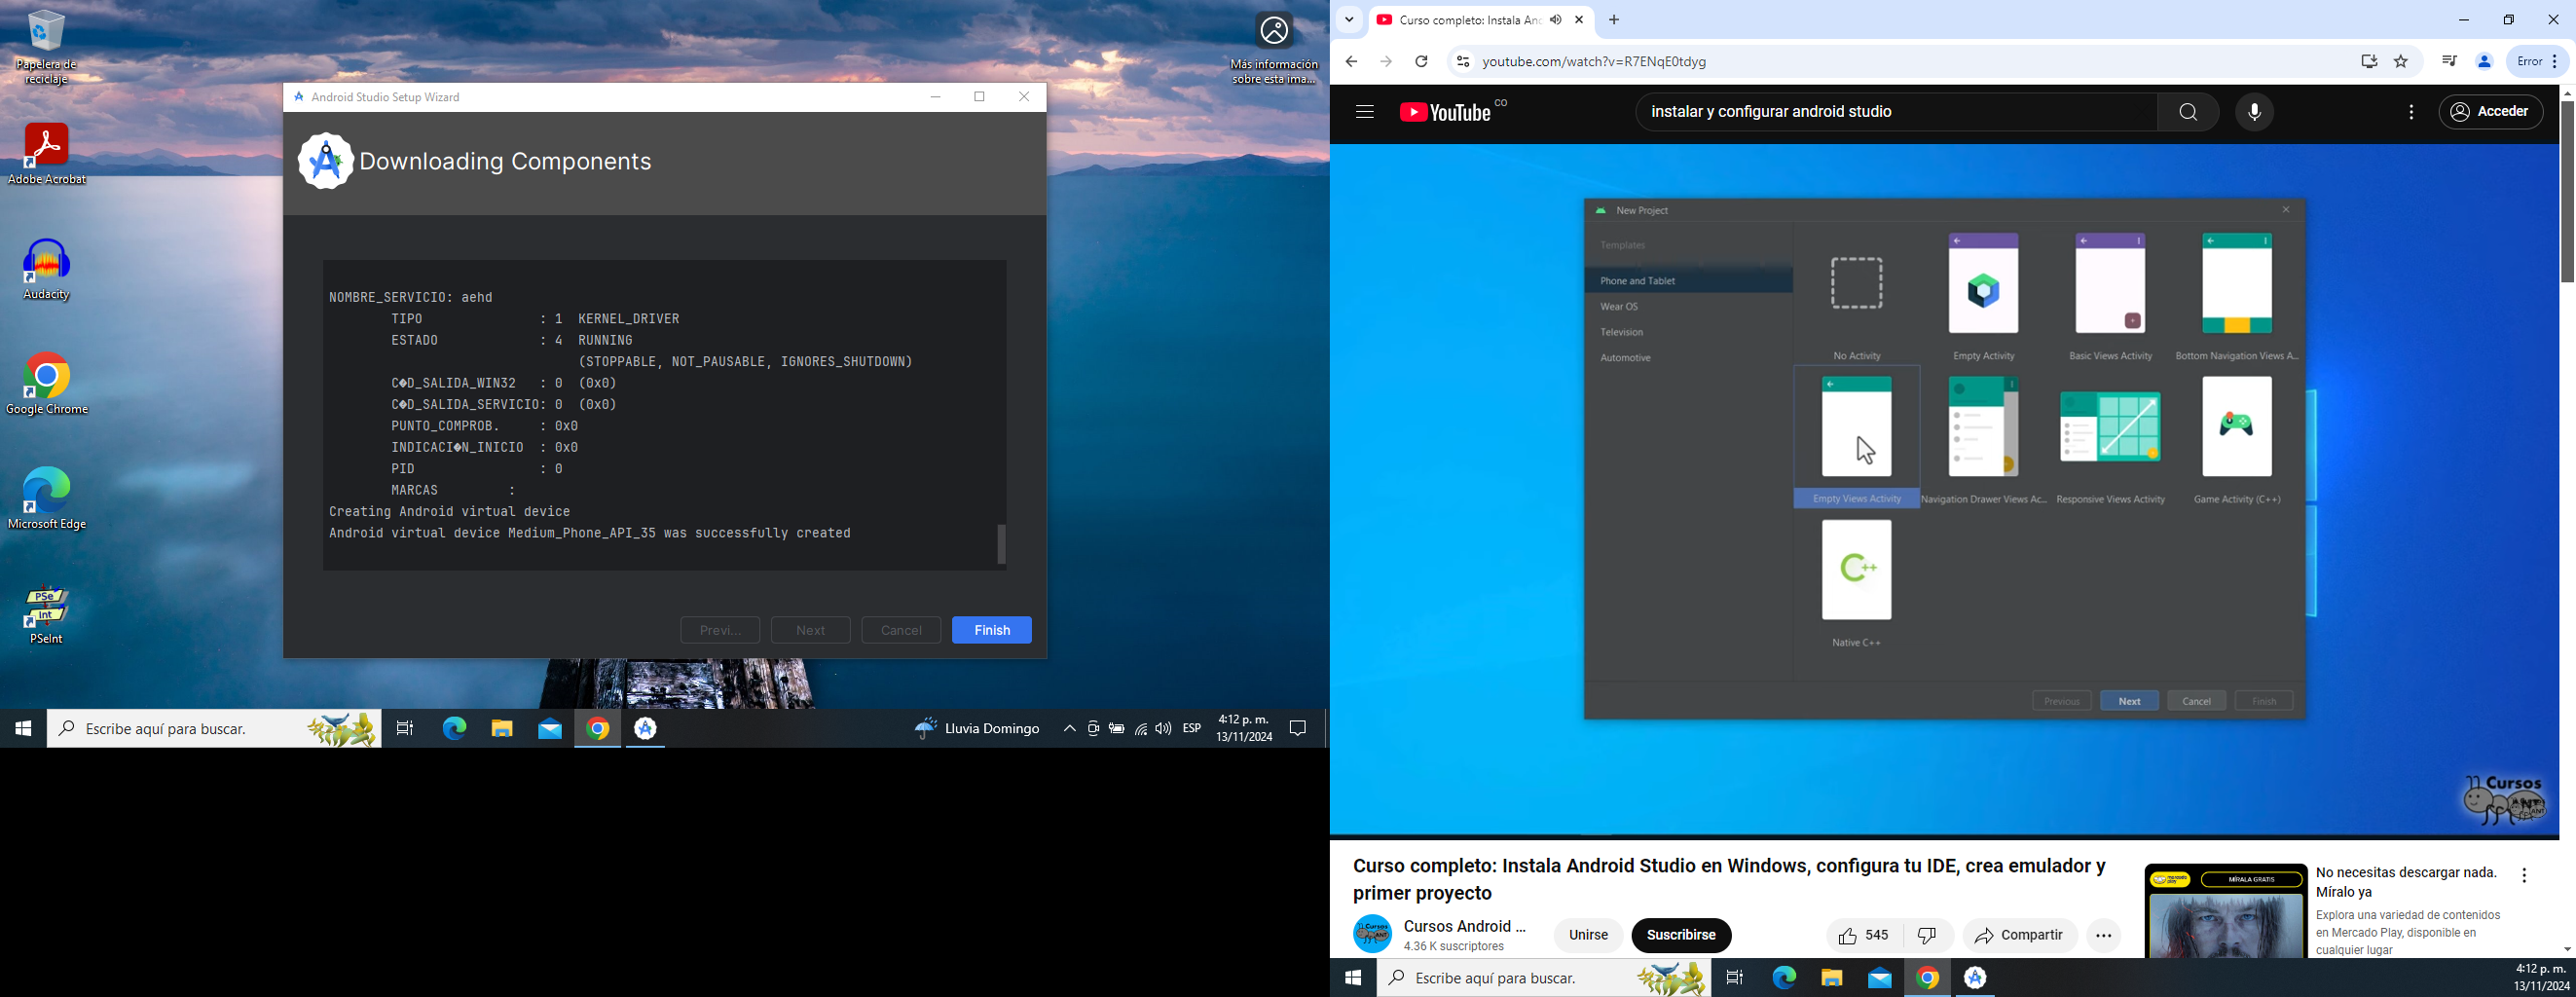 Papelera de
reciclaje
Más información
sobre esta ima...
Adobe Acrobat
Audacity
Google Chrome
Microsoft Edge
PSe
Int
PSeInt
Android Studio Setup Wizard
Downloading Components
NOMBRE_SERVICIO: aehd
TIPO : 1 KERNEL_DRIVER
ESTADO : 4 RUNNING
(STOPPABLE, NOT_PAUSABLE, IGNORES_SHUTDOWN)
C�D_SALIDA_WIN32 : 0 (0x0)
C�D_SALIDA_SERVICIO: 0 (0x0)
PUNTO_COMPROB. : 0x0
INDICACI�N_INICIO : 0x0
PID : 0
MARCAS :
Creating Android virtual device
Android virtual device Medium_Phone_API_35 was successfully created
Previ... Next Cancel Finish
Escribe aquí para buscar.
Lluvia Domingo
ESP
4:12 p. m.
13/11/2024
Curso completo: Instala And
youtube.com/watch?v=R7ENqE0tdyg
Error
YouTube CO
instalar y configurar android studio
Acceder
New Project
Templates
Phone and Tablet
Wear OS
Television
Automotive
No Activity
Empty Activity
Basic Views Activity
Bottom Navigation Views A...
Empty Views Activity
Navigation Drawer Views Ac...
Responsive Views Activity
Game Activity (C++)
C++
Native C++
Previous Next Cancel Finish
Cursos
Curso completo: Instala Android Studio en Windows, configura tu IDE, crea emulador y
primer proyecto
Cursos Android ...
4.36 K suscriptores
Unirse
Suscribirse
545
Compartir
MÍRALA GRATIS
No necesitas descargar nada.
Míralo ya
Explora una variedad de contenidos
en Mercado Play, disponible en
cualquier lugar
Escribe aquí para buscar.
4:12 p. m.
13/11/2024